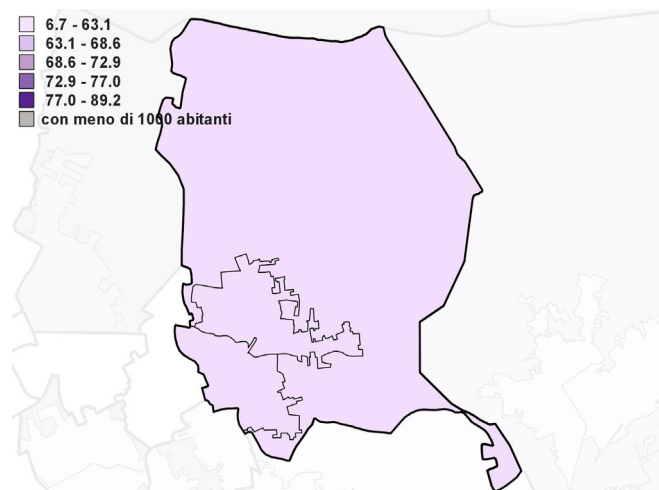 6.7 - 63.1
63.1 - 68.6
68.6 - 72.9
72.9 - 77.0
77.0 - 89.2
con meno di 1000 abitanti